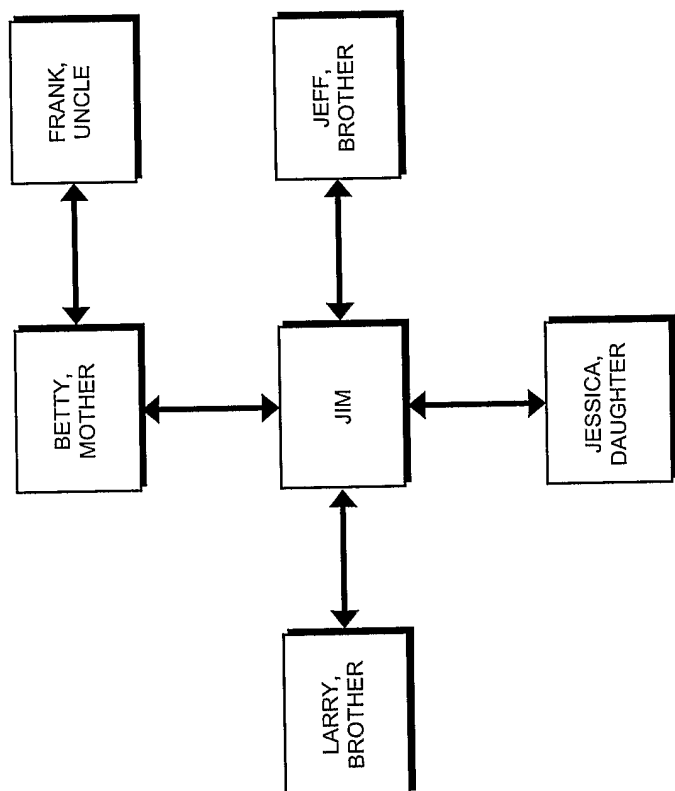 BETTY,
MOTHER
FRANK,
UNCLE
LARRY,
BROTHER
JIM
JEFF,
BROTHER
JESSICA,
DAUGHTER